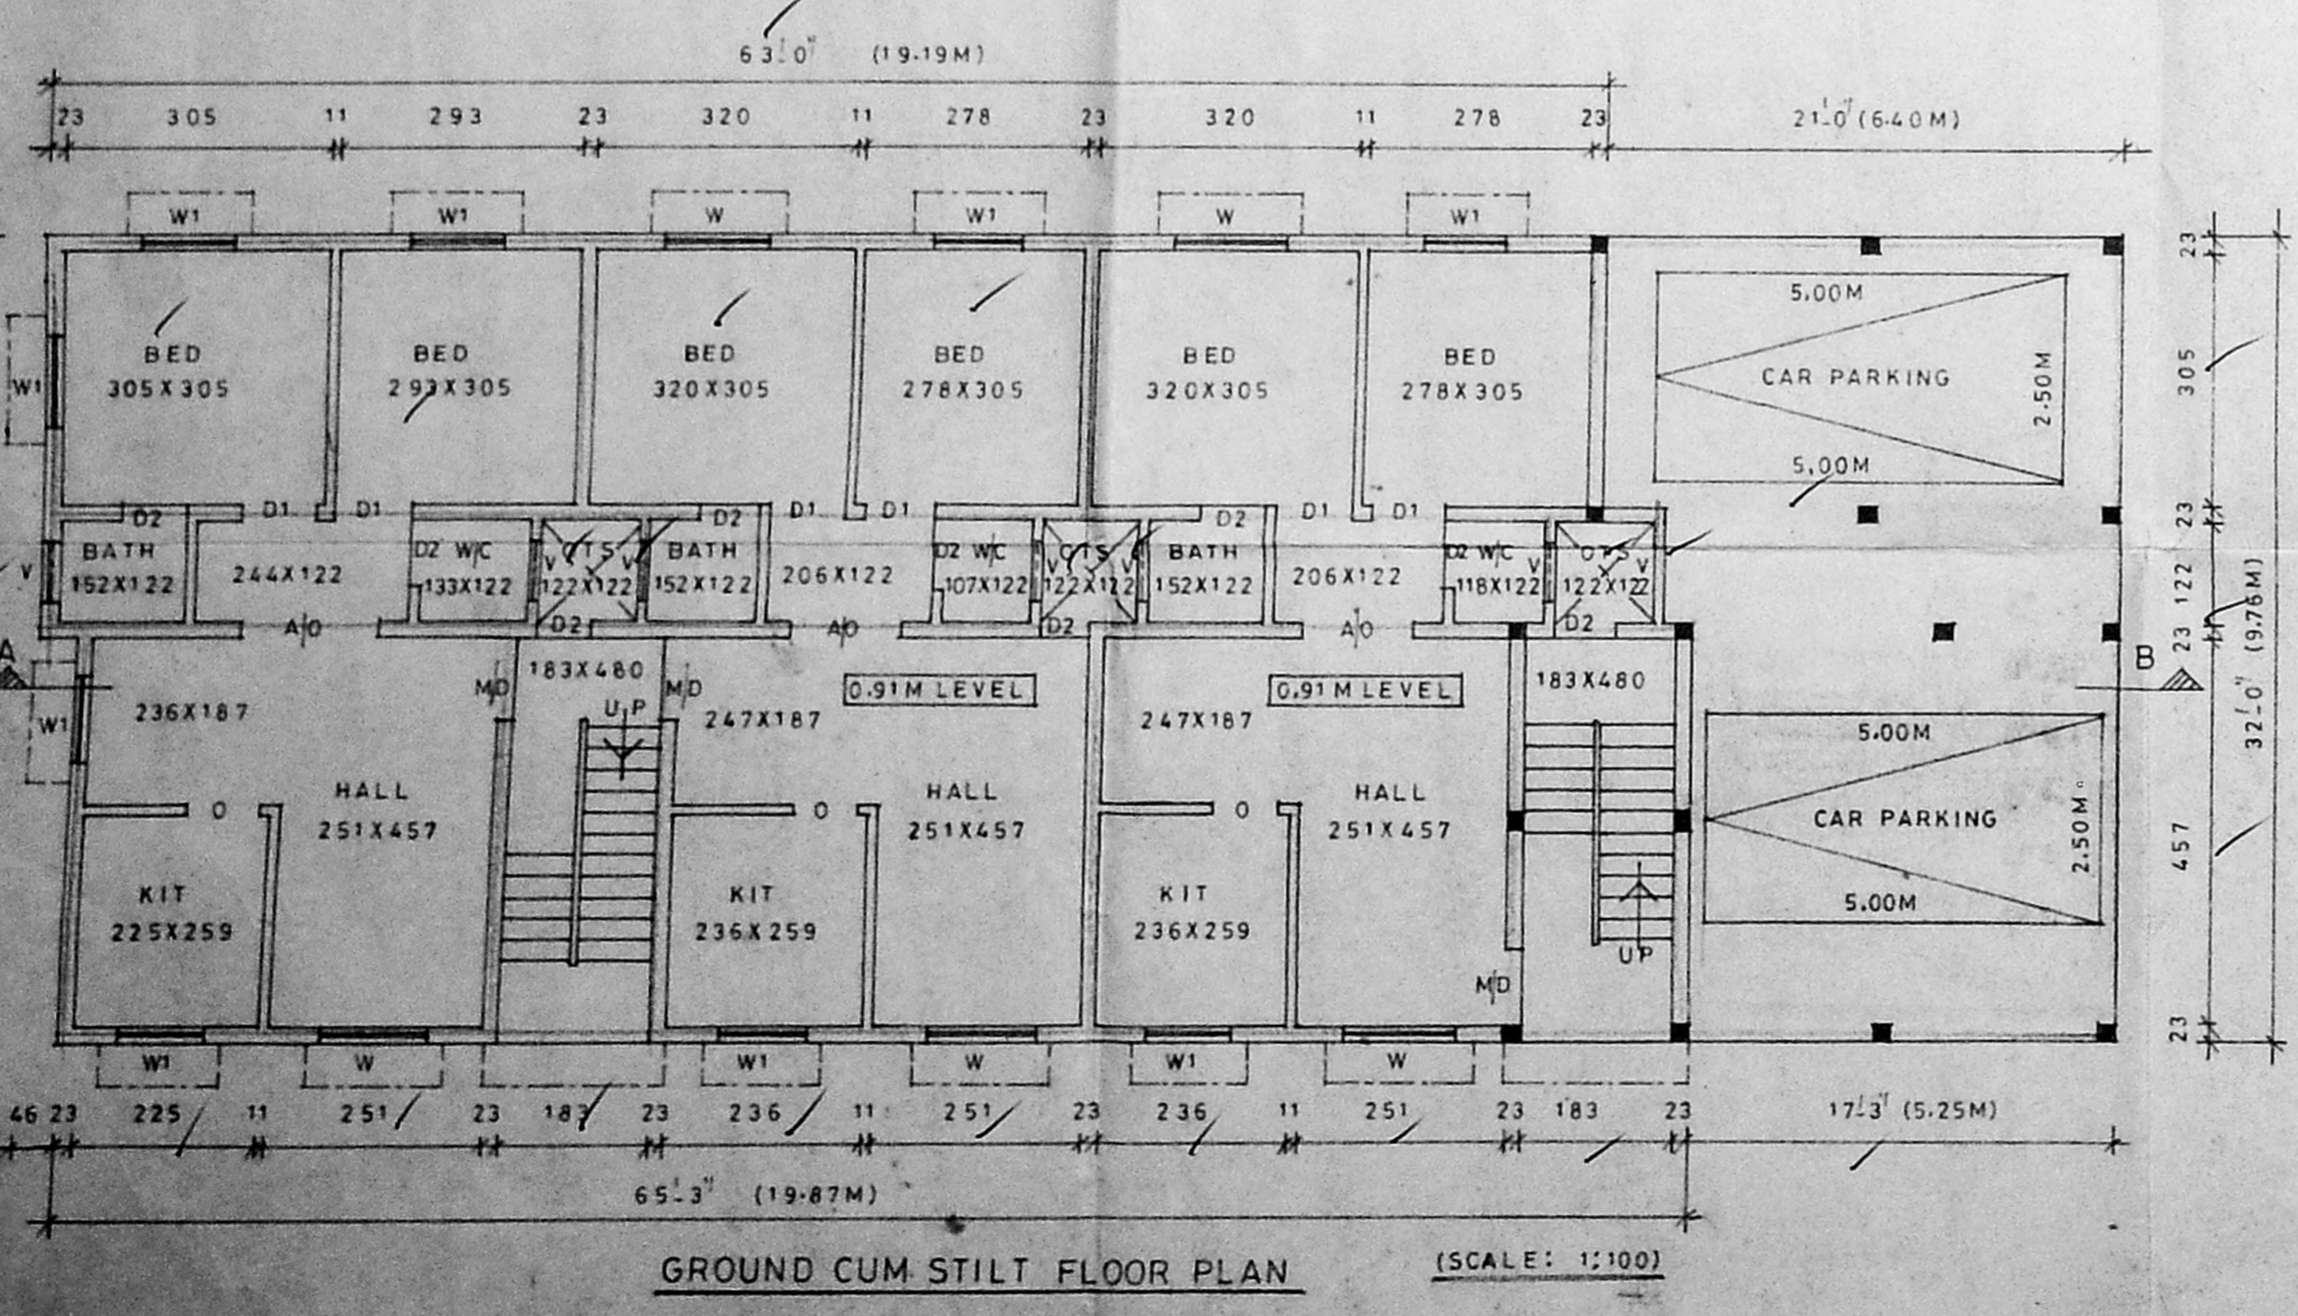 63'-0" (19.19M)
23 305 11 293 23 320 11 278 23 320 11 278 23 21'-0" (6.40M)
W1 W1 W W1 W W1
23
5.00M
BED BED BED BED BED BED
305X305 293X305 320X305 278X305 320X305 278X305
CAR PARKING
2.50M
305
W1
5.00M
D2 D1 D1 D2 D1 D1 D2 D1 D1
23
BATH D2 W/C OTS BATH D2 W/C OTS BATH D2 W/C OTS
V V V V V V V
152X122 244X122 133X122 122X122 152X122 206X122 107X122 122X122 152X122 206X122 118X122 122X122
122
A/O D2 A/O D2 A/O D2
23
32'-0" (9.76M)
A B
183X480 183X480
MD MD
0.91M LEVEL 0.91M LEVEL
UP
W1
236X187 247X187 247X187
5.00M
HALL HALL HALL
O O O
251X457 251X457 251X457
CAR PARKING
2.50M
457
KIT KIT KIT
225X259 236X259 236X259
5.00M
UP
MD
23
W1 W W1 W W1 W
46 23 225 11 251 23 183 23 236 11 251 23 236 11 251 23 183 23 17'-3" (5.25M)
65'-3" (19.87M)
GROUND CUM STILT FLOOR PLAN (SCALE: 1:100)